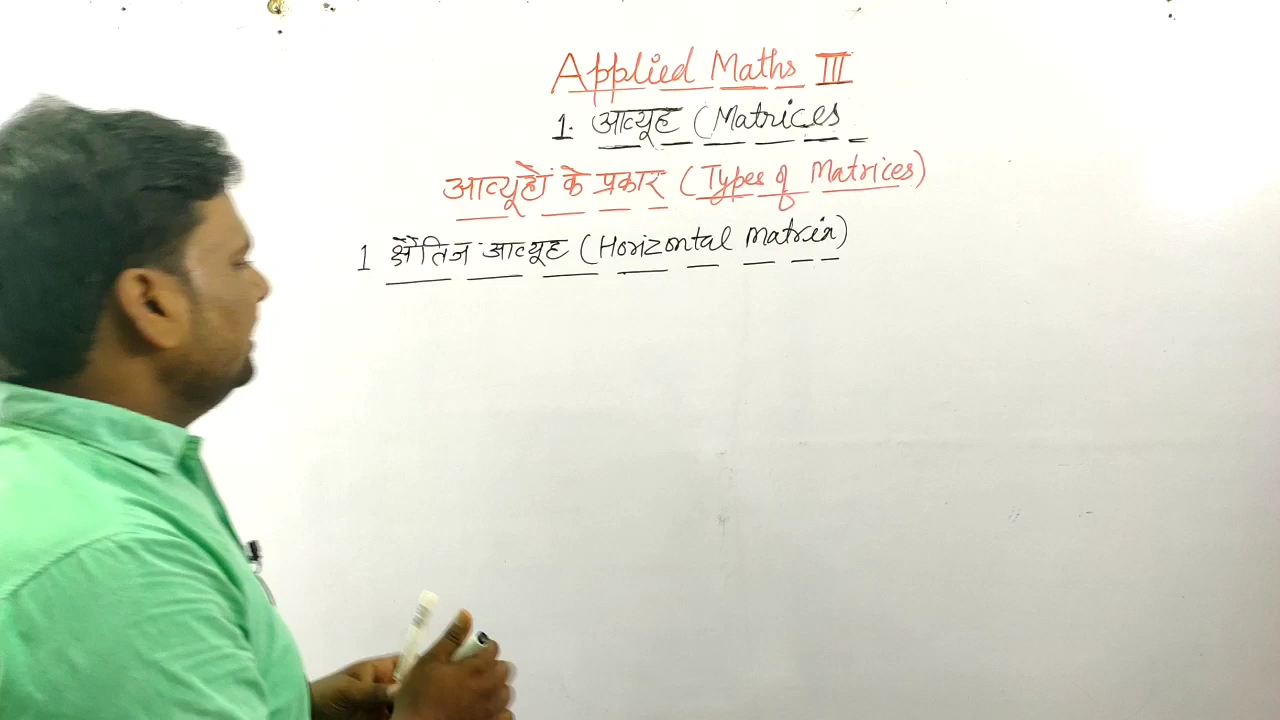 Applied Maths III
1. आव्यूह (Matrices
आव्यूहों के प्रकार (Types of Matrices)
1 क्षैतिज आव्यूह (Horizontal Matrix)